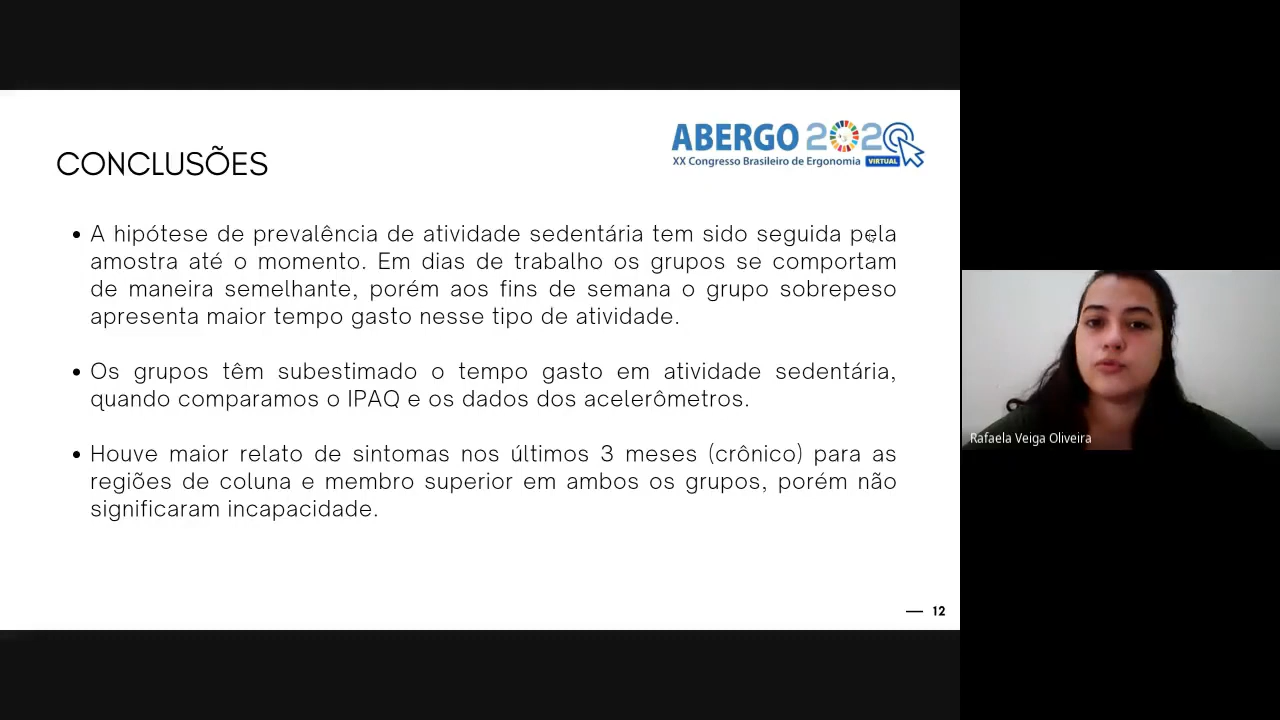 ABERGO 2020
XX Congresso Brasileiro de Ergonomia VIRTUAL
CONCLUSÕES
• A hipótese de prevalência de atividade sedentária tem sido seguida pela
amostra até o momento. Em dias de trabalho os grupos se comportam
de maneira semelhante, porém aos fins de semana o grupo sobrepeso
apresenta maior tempo gasto nesse tipo de atividade.
• Os grupos têm subestimado o tempo gasto em atividade sedentária,
quando comparamos o IPAQ e os dados dos acelerômetros.
• Houve maior relato de sintomas nos últimos 3 meses (crônico) para as
regiões de coluna e membro superior em ambos os grupos, porém não
significaram incapacidade.
— 12
Rafaela Veiga Oliveira